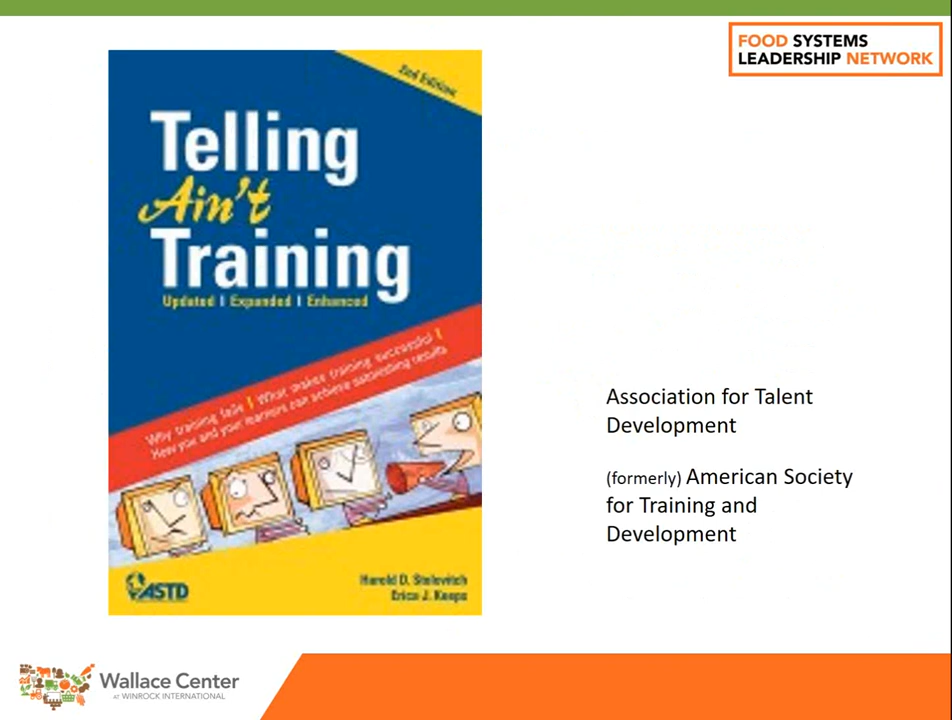 FOOD SYSTEMS
LEADERSHIP NETWORK
2nd Edition
Telling
Ain't
Training
Updated | Expanded | Enhanced
Why training fails | What makes training successful |
How you and your learners can achieve outstanding results
ASTD
Harold D. Stolovitch
Erica J. Keeps
Association for Talent
Development
(formerly) American Society
for Training and
Development
Wallace Center
AT WINROCK INTERNATIONAL